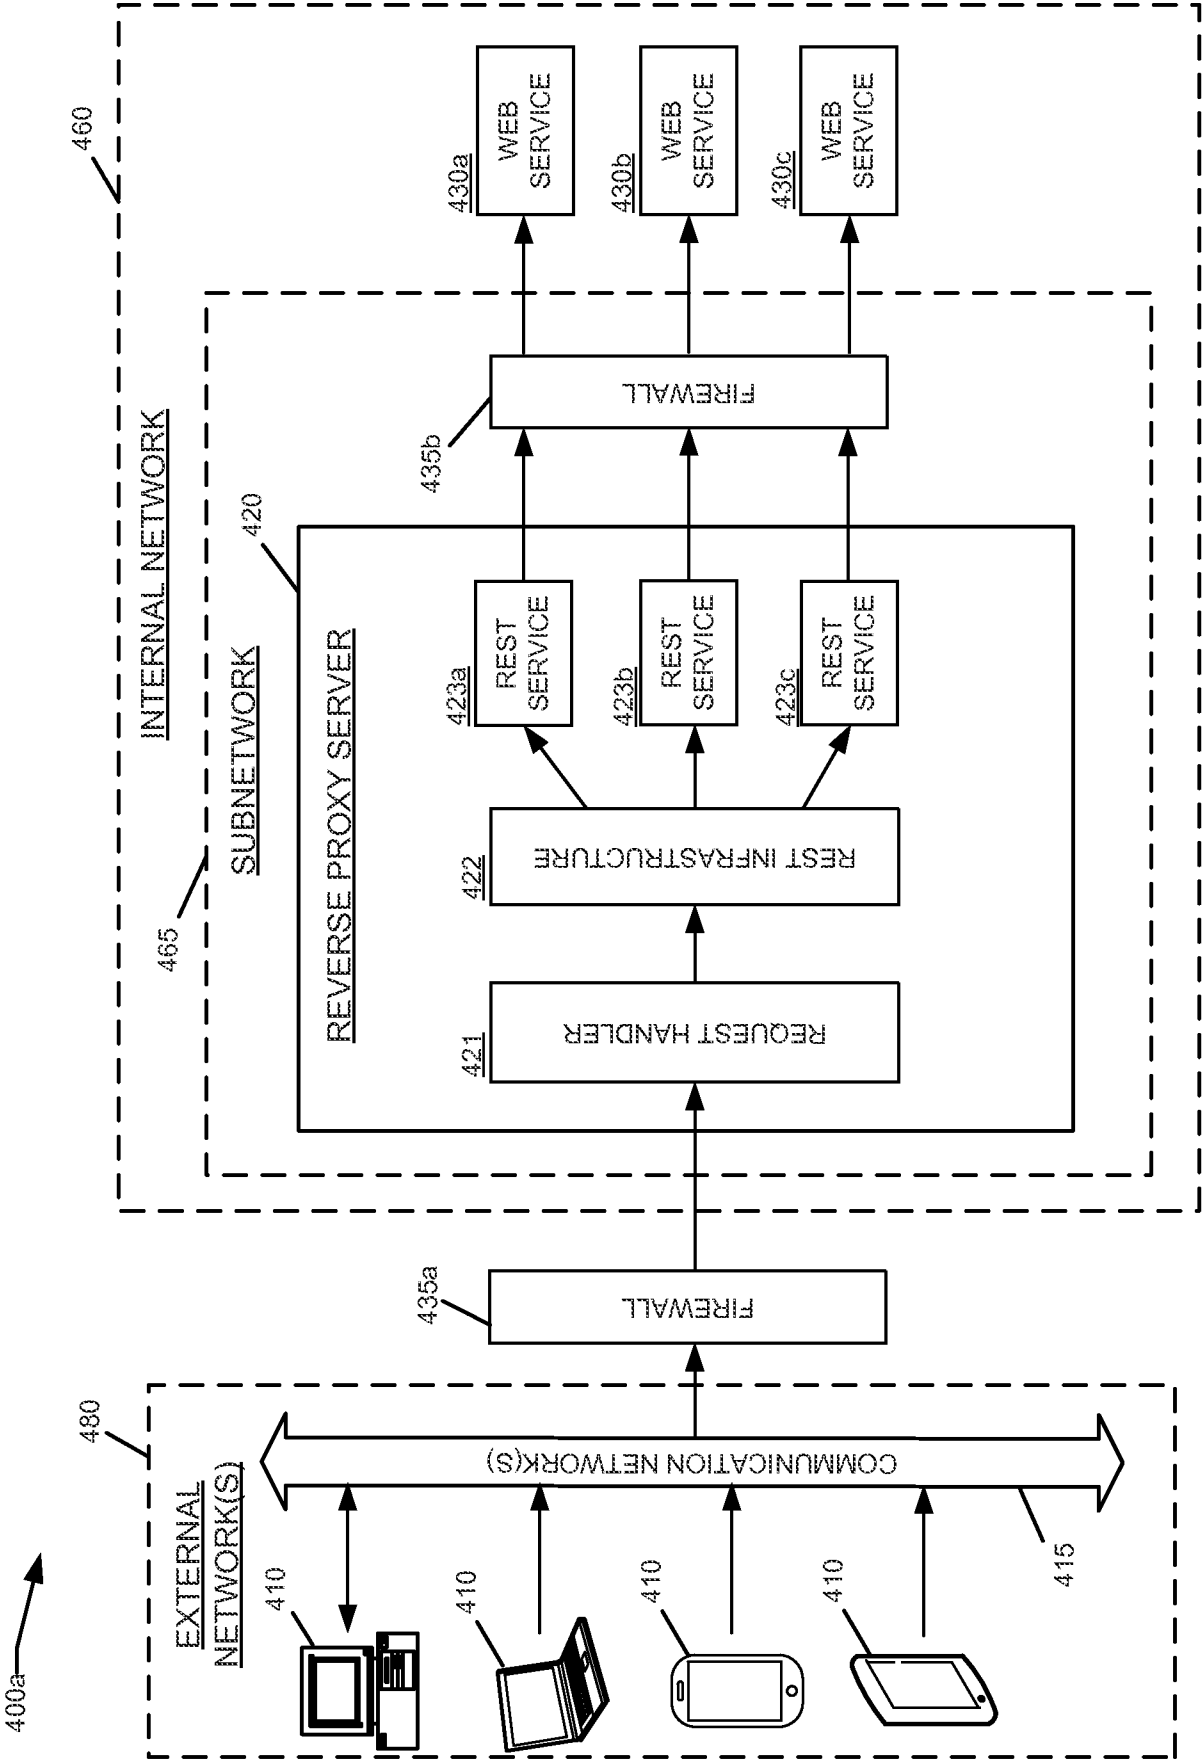 400a
EXTERNAL
NETWORK(S)
480
410
410
410
410
COMMUNICATION NETWORK(S)
415
435a
FIREWALL
460
INTERNAL NETWORK
465
SUBNETWORK
420
REVERSE PROXY SERVER
421
REQUEST HANDLER
422
REST INFRASTRUCTURE
423a
REST
SERVICE
423b
REST
SERVICE
423c
REST
SERVICE
435b
FIREWALL
430a
WEB
SERVICE
430b
WEB
SERVICE
430c
WEB
SERVICE